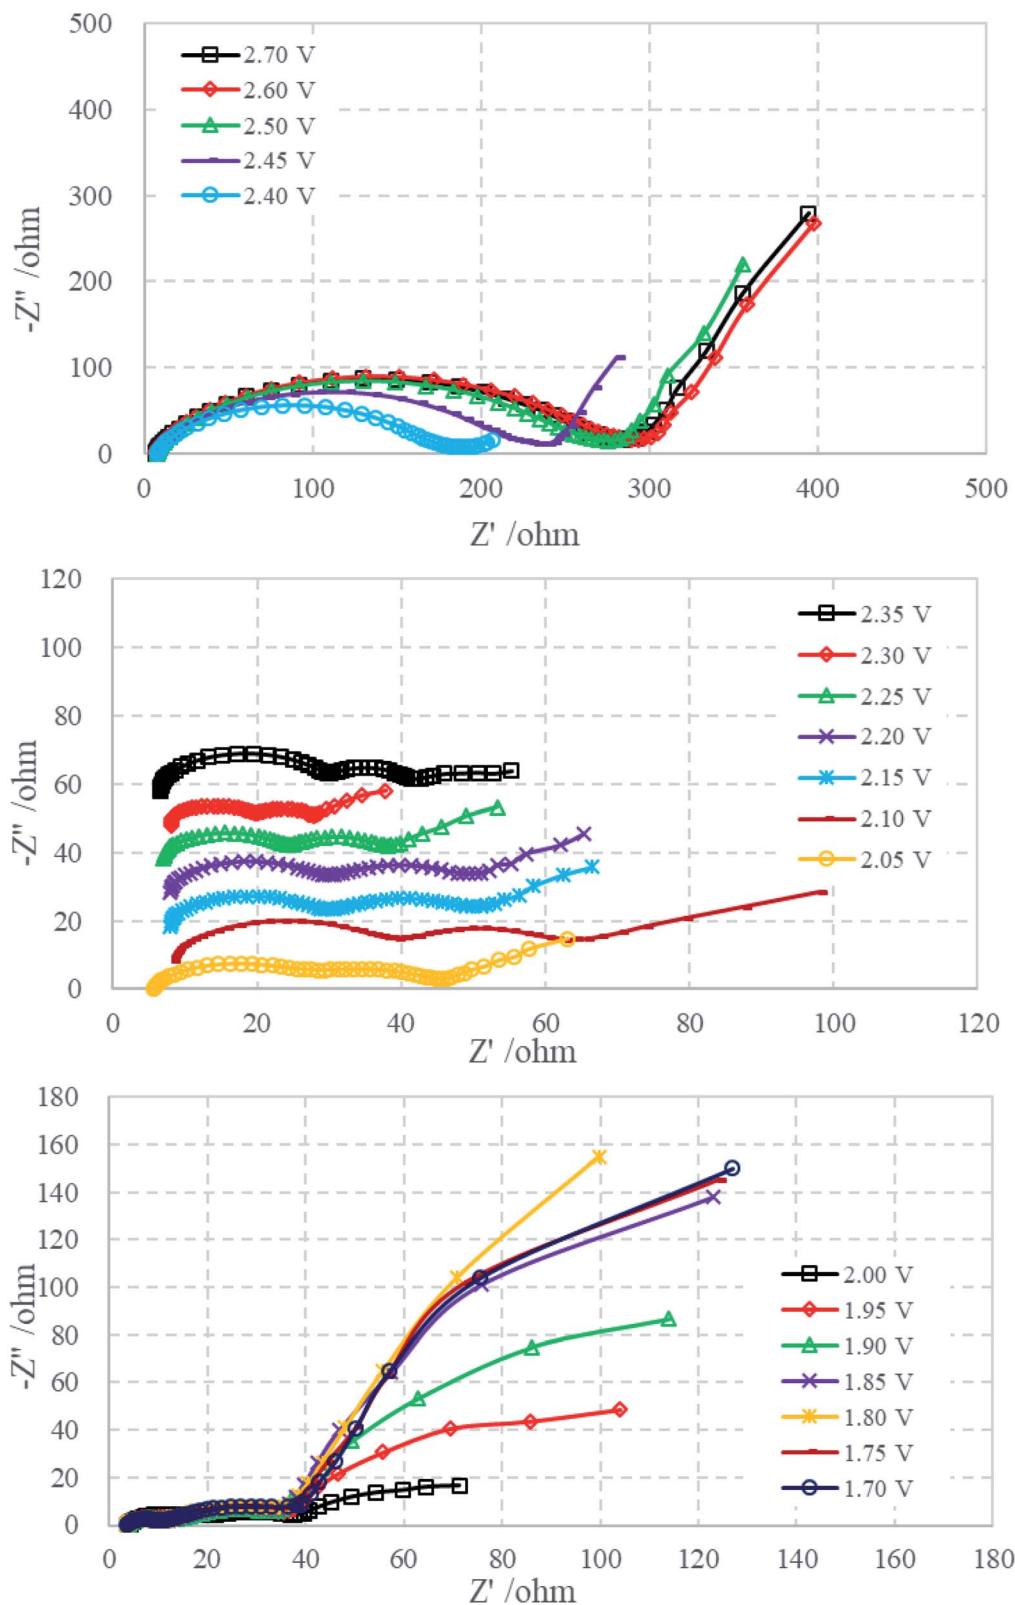 500
400
300
200
100
0
-Z" /ohm
2.70 V
2.60 V
2.50 V
2.45 V
2.40 V
0 100 200 300 400 500
Z' /ohm
120
100
80
60
40
20
0
-Z" /ohm
2.35 V
2.30 V
2.25 V
2.20 V
2.15 V
2.10 V
2.05 V
0 20 40 60 80 100 120
Z' /ohm
180
160
140
120
100
80
60
40
20
0
-Z" /ohm
2.00 V
1.95 V
1.90 V
1.85 V
1.80 V
1.75 V
1.70 V
0 20 40 60 80 100 120 140 160 180
Z' /ohm